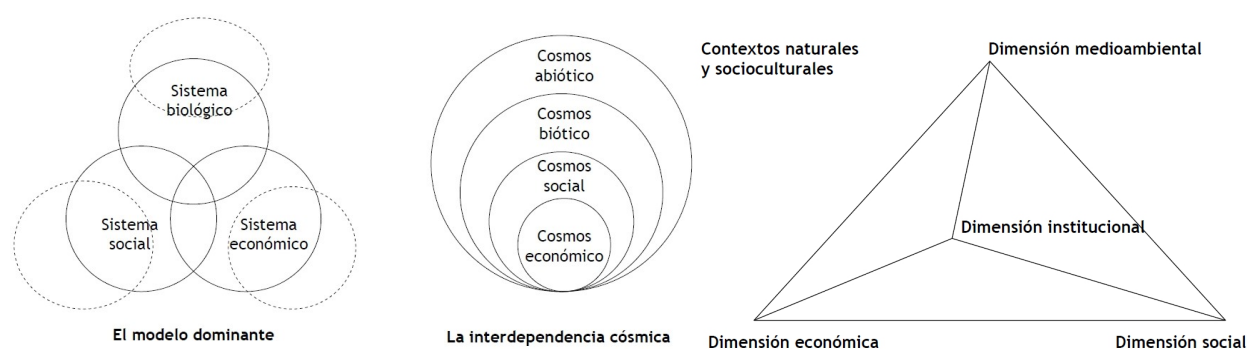 Sistema
biológico
Sistema
social
Sistema
económico
El modelo dominante
Cosmos
abiótico
Cosmos
biótico
Cosmos
social
Cosmos
económico
La interdependencia cósmica
Contextos naturales
y socioculturales
Dimensión medioambiental
Dimensión institucional
Dimensión económica
Dimensión social